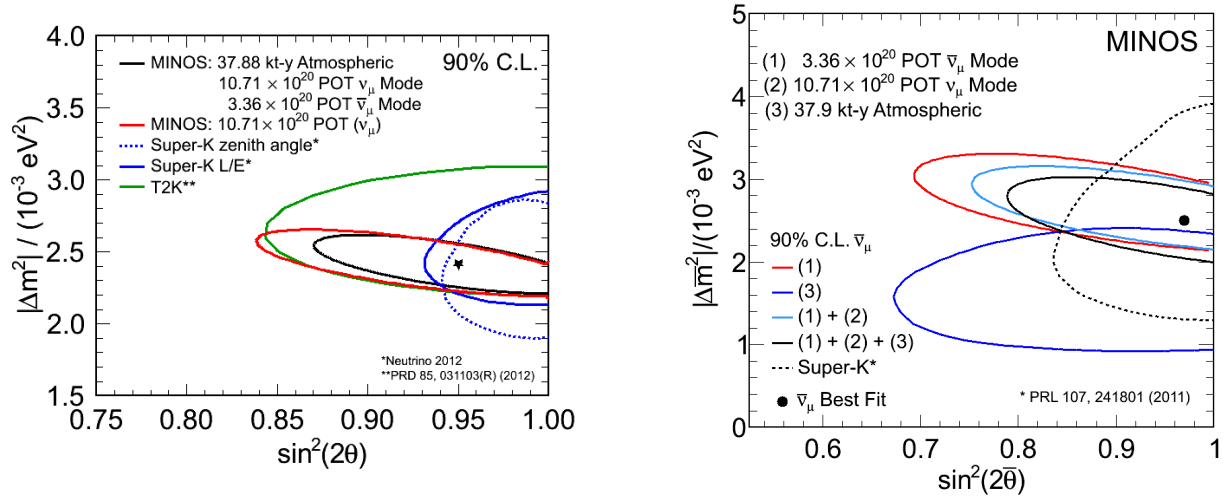 4.0
3.5
3.0
2.5
2.0
1.5
|Δm²| / (10⁻³ eV²)
MINOS: 37.88 kt-y Atmospheric
90% C.L.
10.71 × 10²⁰ POT ν_μ Mode
3.36 × 10²⁰ POT ν̅_μ Mode
MINOS: 10.71× 10²⁰ POT (ν_μ)
Super-K zenith angle*
Super-K L/E*
T2K**
*Neutrino 2012
**PRD 85, 031103(R) (2012)
0.75 0.80 0.85 0.90 0.95 1.00
sin²(2θ)
5
4
3
2
1
0
|Δm̅²|/(10⁻³ eV²)
MINOS
(1) 3.36 × 10²⁰ POT ν̅_μ Mode
(2) 10.71× 10²⁰ POT ν_μ Mode
(3) 37.9 kt-y Atmospheric
90% C.L. ν̅_μ
(1)
(3)
(1) + (2)
(1) + (2) + (3)
Super-K*
ν̅_μ Best Fit
* PRL 107, 241801 (2011)
0.6 0.7 0.8 0.9 1
sin²(2θ̅)